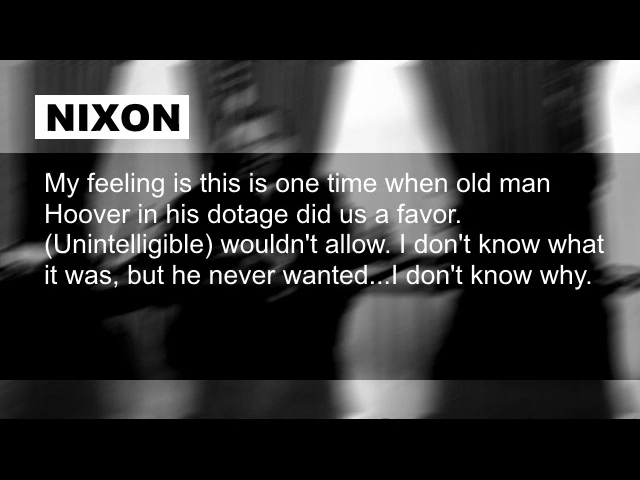 NIXON
My feeling is this is one time when old man
Hoover in his dotage did us a favor.
(Unintelligible) wouldn't allow. I don't know what
it was, but he never wanted...I don't know why.